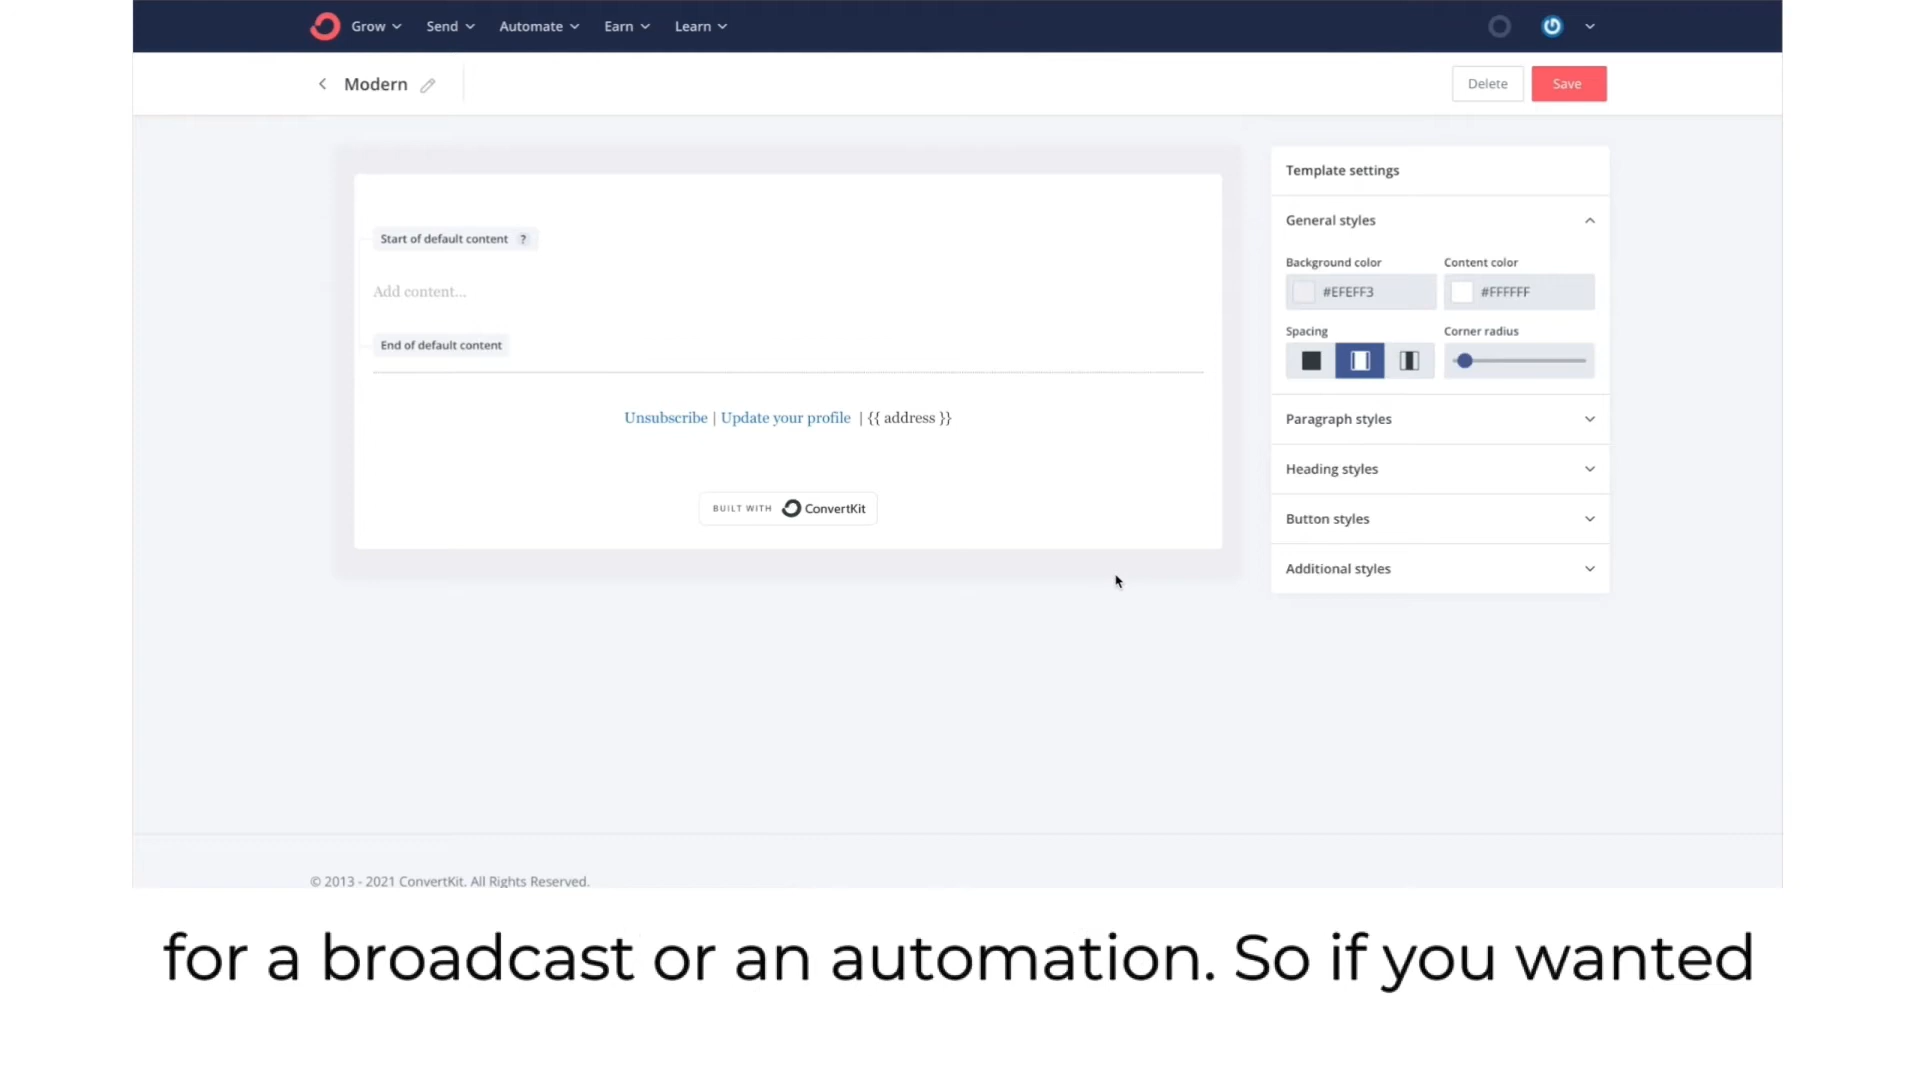 Grow Send Automate Earn Learn
Modern
Delete Save
Start of default content ?
Add content...
End of default content
Unsubscribe | Update your profile | {{ address }}
BUILT WITH ConvertKit
Template settings
General styles
Background color Content color
#EFEFF3 #FFFFFF
Spacing Corner radius
Paragraph styles
Heading styles
Button styles
Additional styles
© 2013 - 2021 ConvertKit. All Rights Reserved.
for a broadcast or an automation. So if you wanted